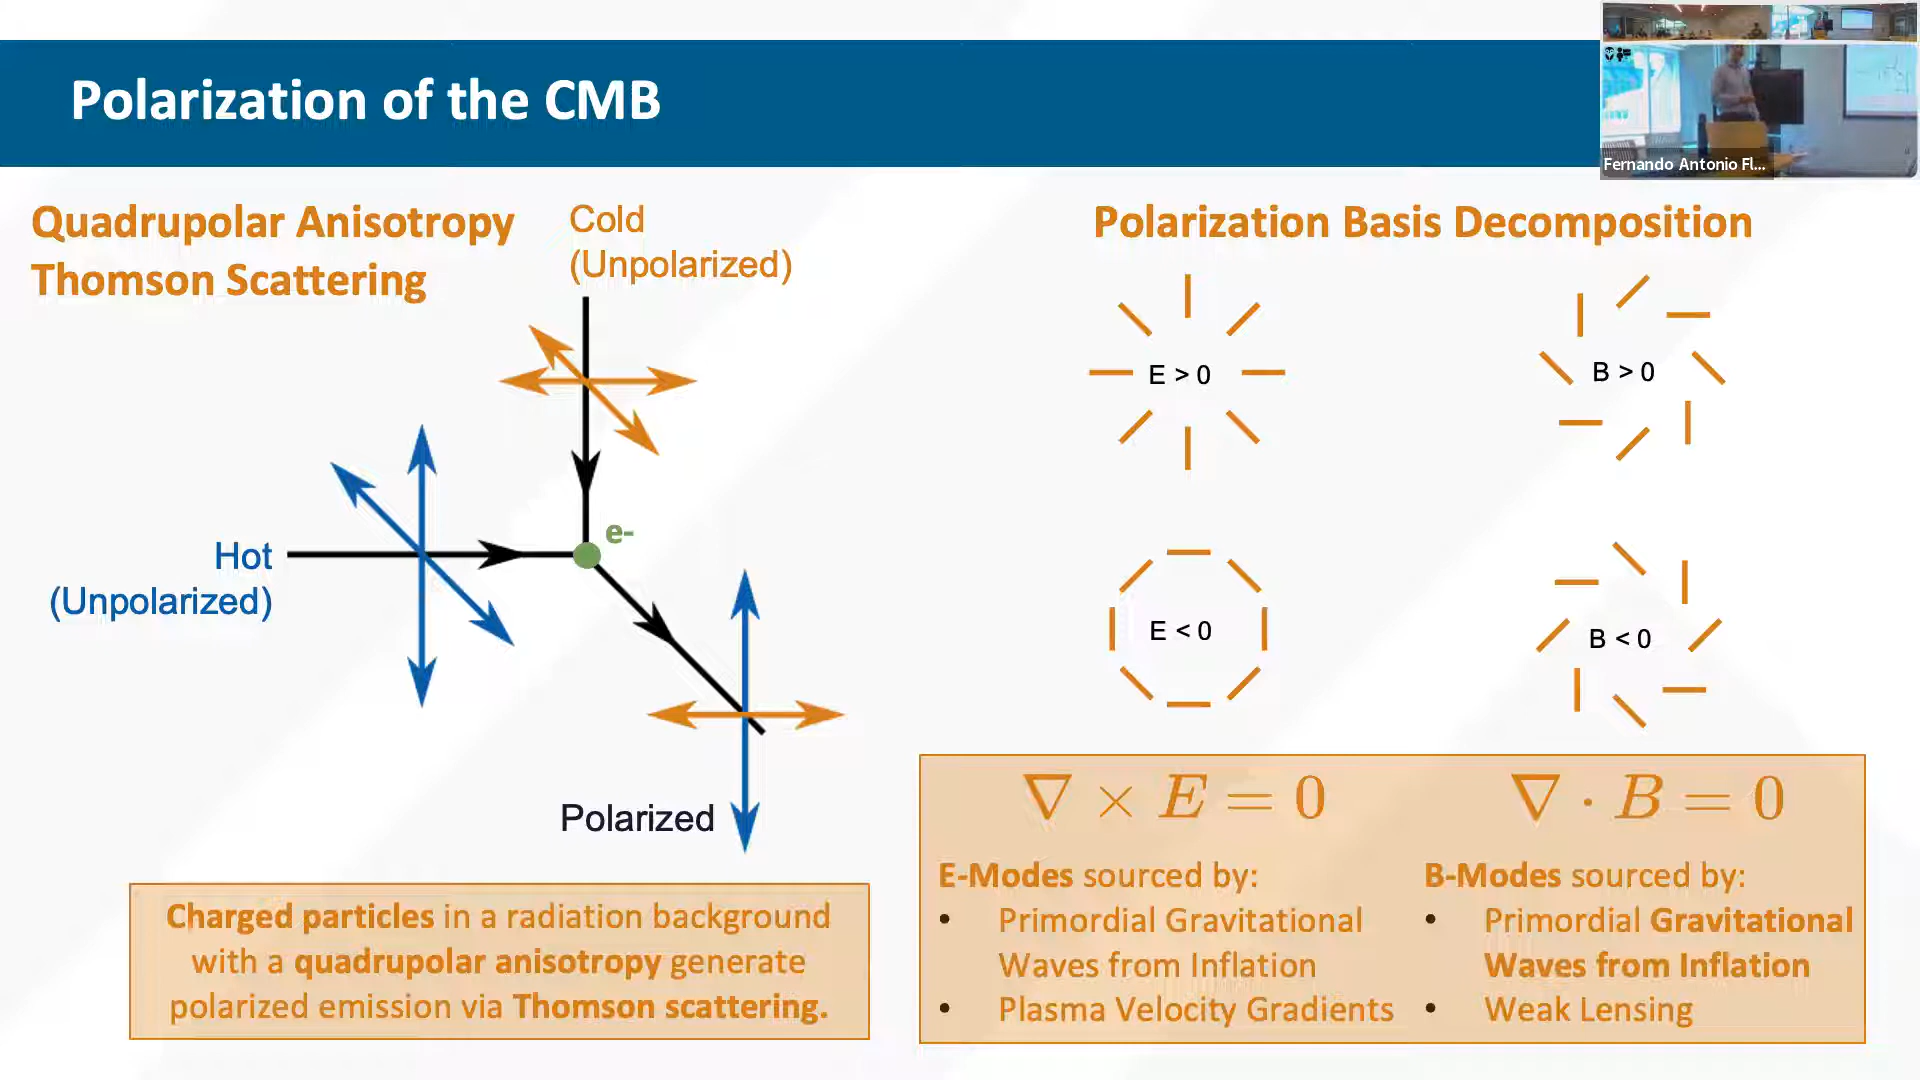 Polarization of the CMB
Fernando Antonio Fl...
Quadrupolar Anisotropy
Thomson Scattering
Cold
(Unpolarized)
e-
Hot
(Unpolarized)
Polarized
Charged particles in a radiation background
with a quadrupolar anisotropy generate
polarized emission via Thomson scattering.
Polarization Basis Decomposition
E > 0
B > 0
E < 0
B < 0
∇ × E = 0
∇ · B = 0
E-Modes sourced by:
• Primordial Gravitational
Waves from Inflation
• Plasma Velocity Gradients
B-Modes sourced by:
• Primordial Gravitational
Waves from Inflation
• Weak Lensing